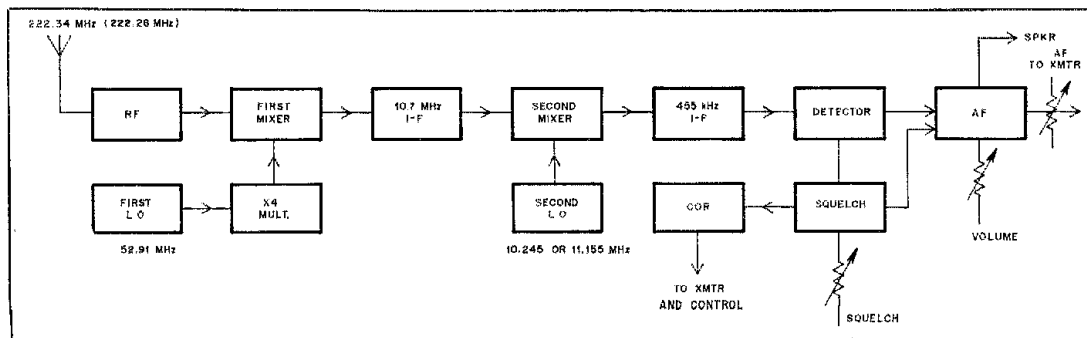 222.34 MHz (222.26 MHz)
SPKR
AF
TO XMTR
RF
FIRST
MIXER
10.7 MHz
I-F
SECOND
MIXER
455 kHz
I-F
DETECTOR
AF
FIRST
L O
X4
MULT.
SECOND
L O
COR
SQUELCH
VOLUME
52.91 MHz
10.245 OR 11.155 MHz
TO XMTR
AND CONTROL
SQUELCH